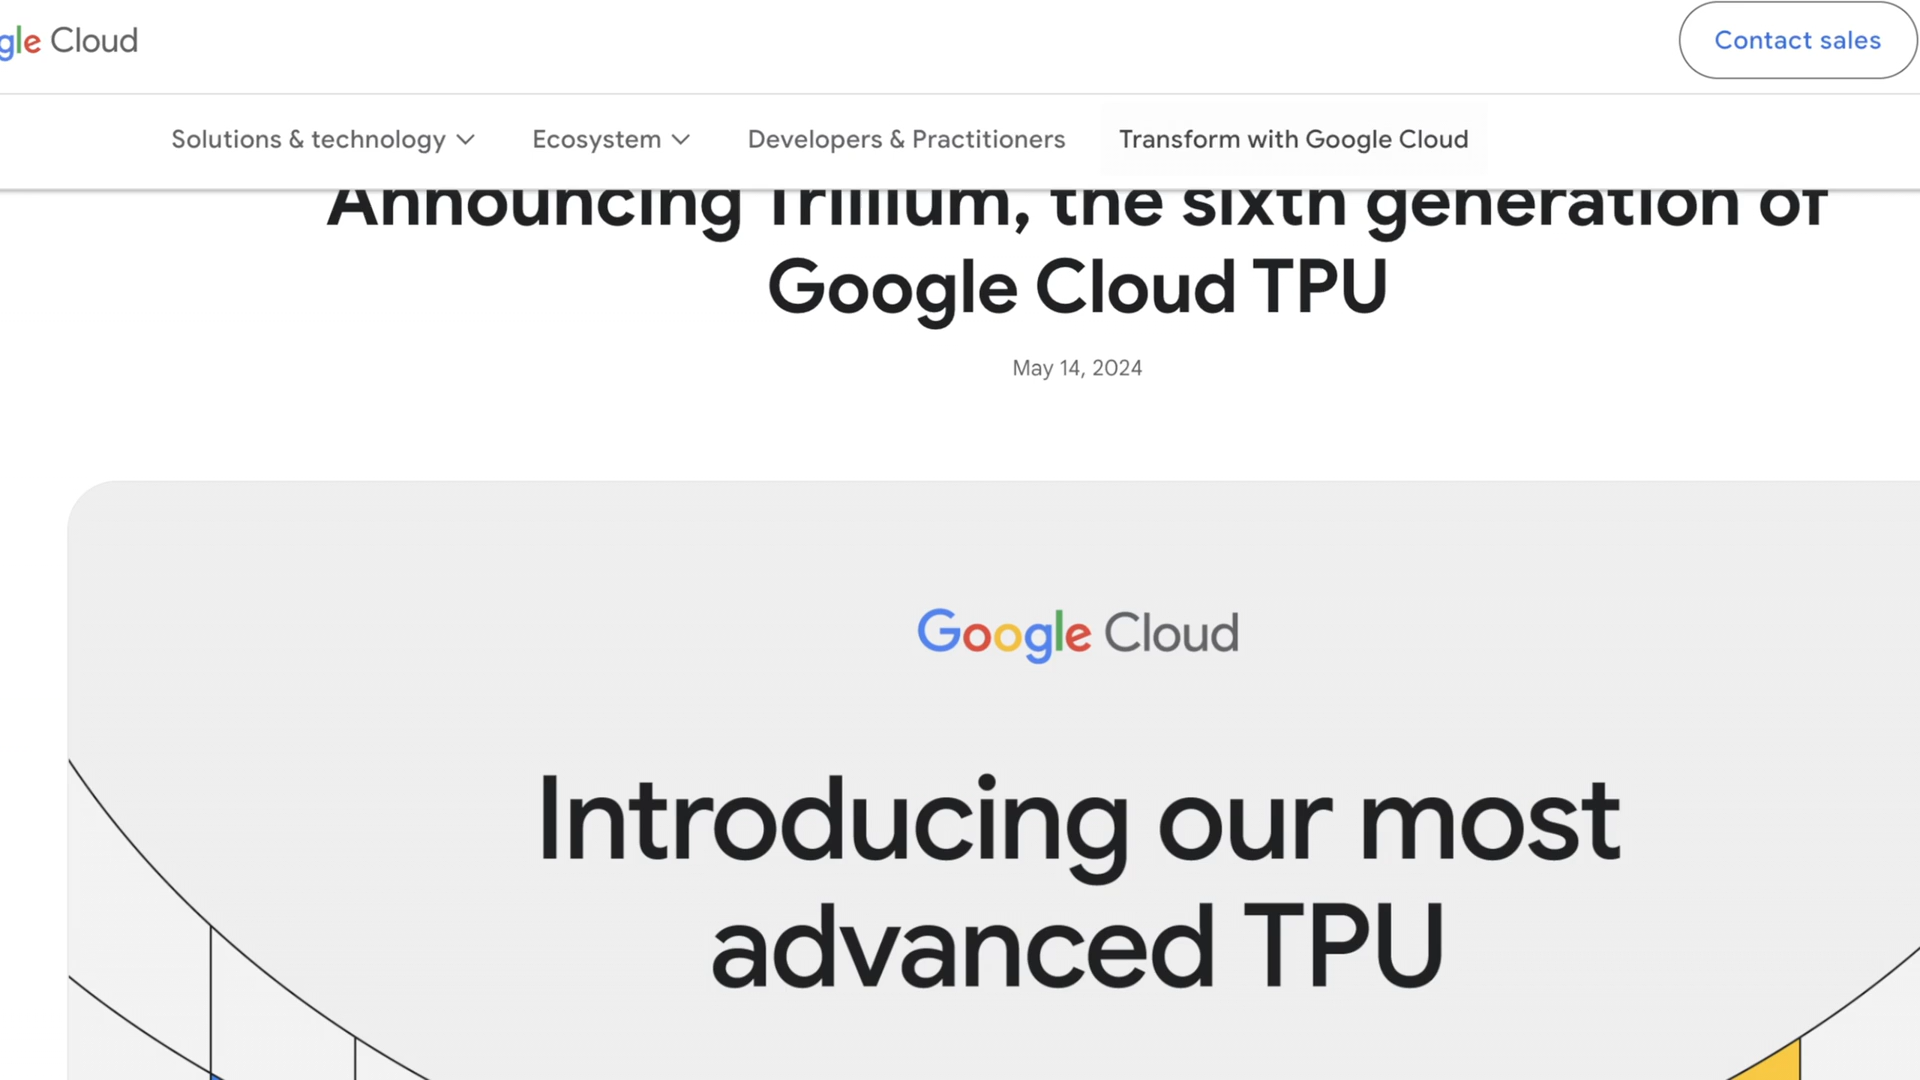 gle Cloud
Contact sales
Solutions & technology
Ecosystem
Developers & Practitioners
Transform with Google Cloud
Announcing Trillium, the sixth generation of
Google Cloud TPU
May 14, 2024
Google Cloud
Introducing our most
advanced TPU